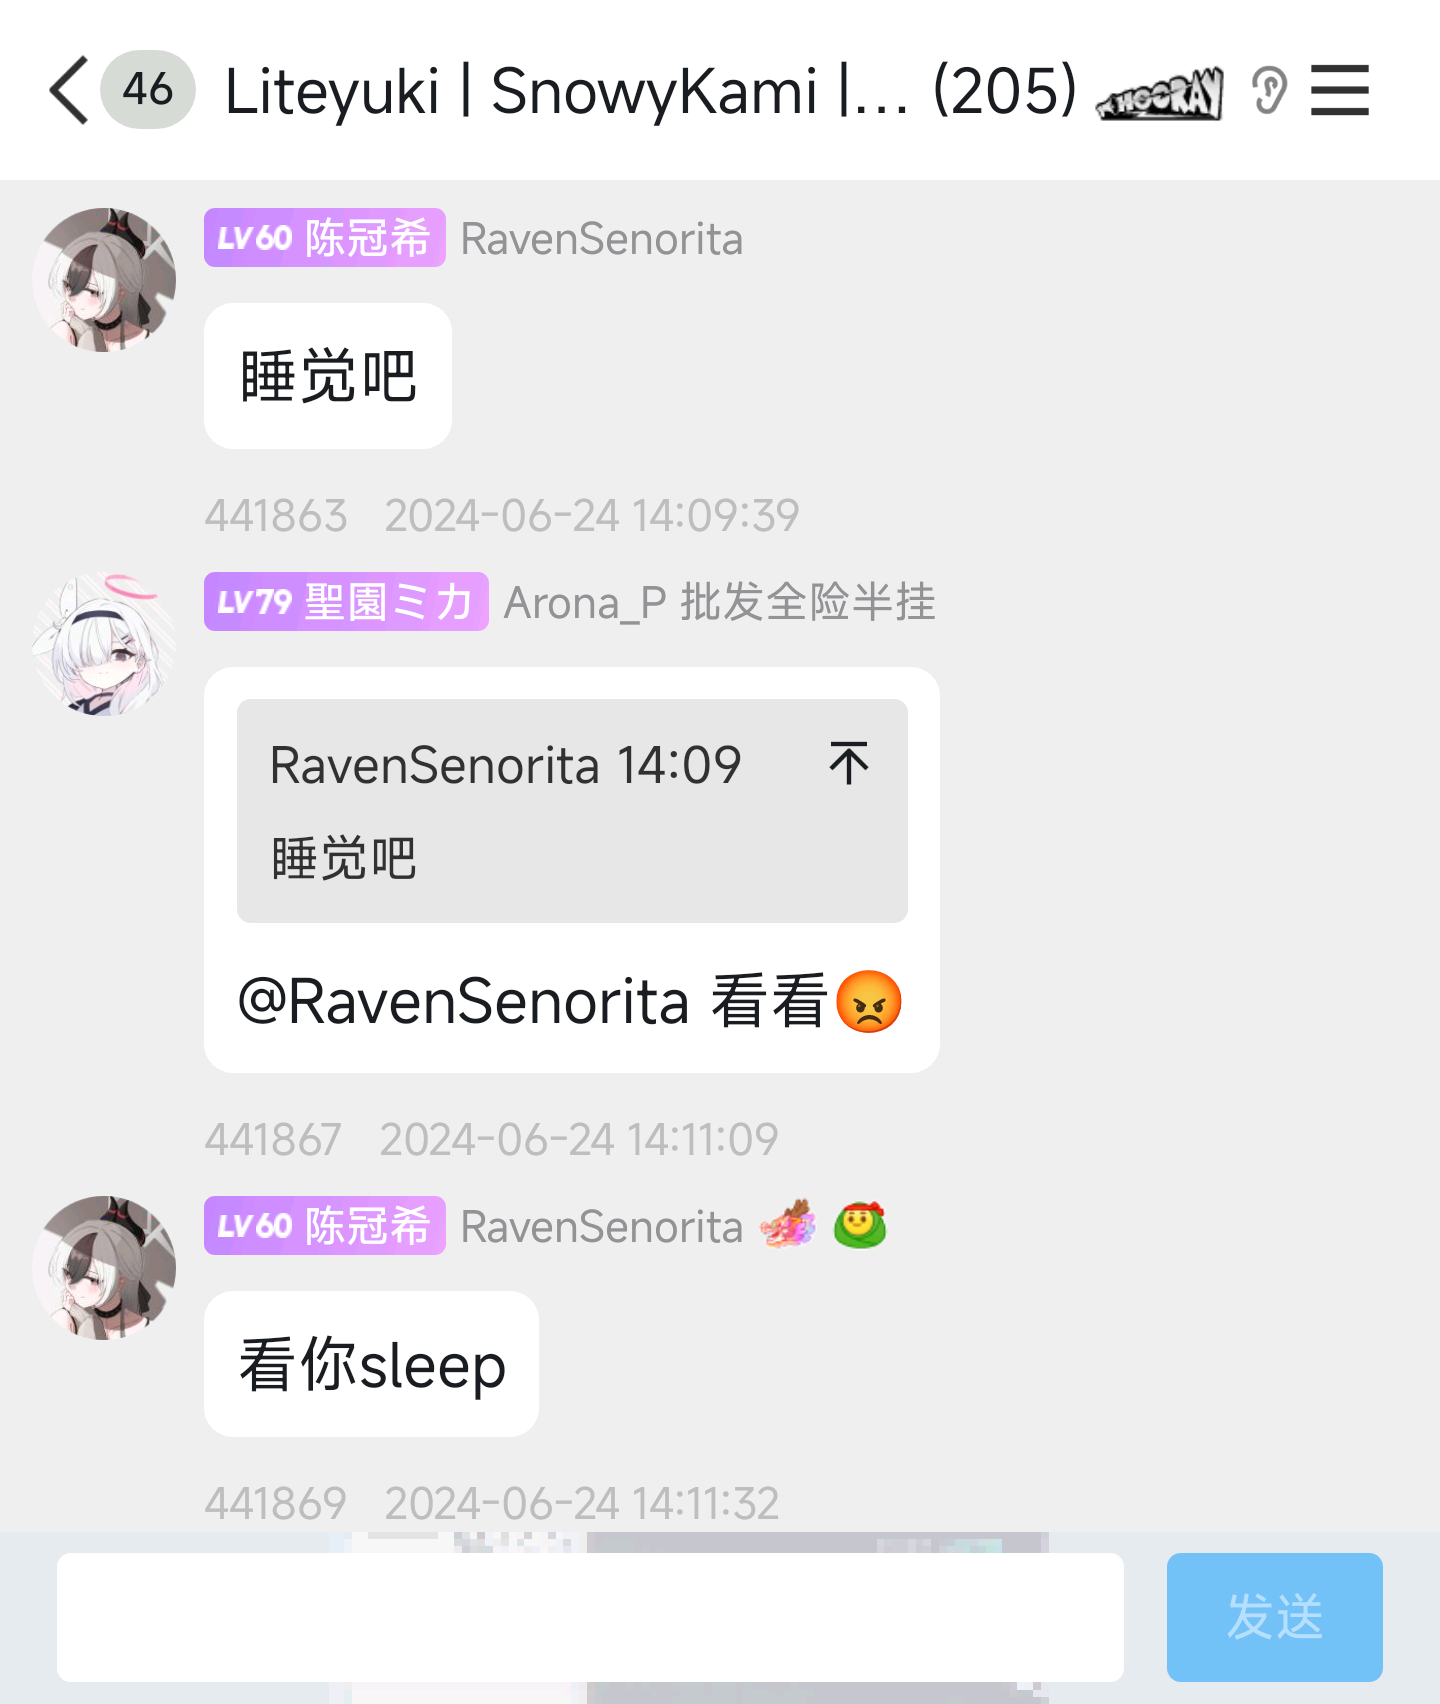 46 Liteyuki | SnowyKami |... (205) HOORAY
LV60 陈冠希 RavenSenorita
睡觉吧
441863 2024-06-24 14:09:39
LV79 聖園ミカ Arona_P 批发全险半挂
RavenSenorita 14:09
睡觉吧
@RavenSenorita 看看😡
441867 2024-06-24 14:11:09
LV60 陈冠希 RavenSenorita
看你sleep
441869 2024-06-24 14:11:32
发送